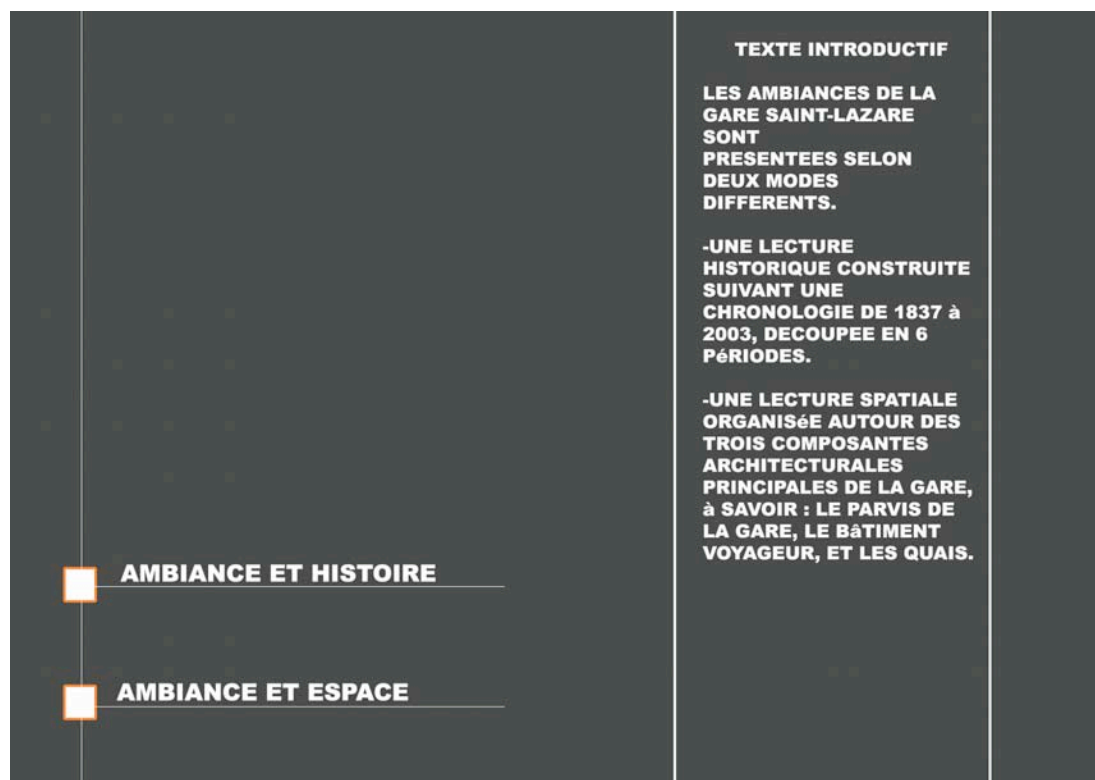 TEXTE INTRODUCTIF
LES AMBIANCES DE LA
GARE SAINT-LAZARE
SONT
PRESENTEES SELON
DEUX MODES
DIFFERENTS.
-UNE LECTURE
HISTORIQUE CONSTRUITE
SUIVANT UNE
CHRONOLOGIE DE 1837 à
2003, DECOUPEE EN 6
PéRIODES.
-UNE LECTURE SPATIALE
ORGANISéE AUTOUR DES
TROIS COMPOSANTES
ARCHITECTURALES
PRINCIPALES DE LA GARE,
à SAVOIR : LE PARVIS DE
LA GARE, LE BâTIMENT
VOYAGEUR, ET LES QUAIS.
AMBIANCE ET HISTOIRE
AMBIANCE ET ESPACE